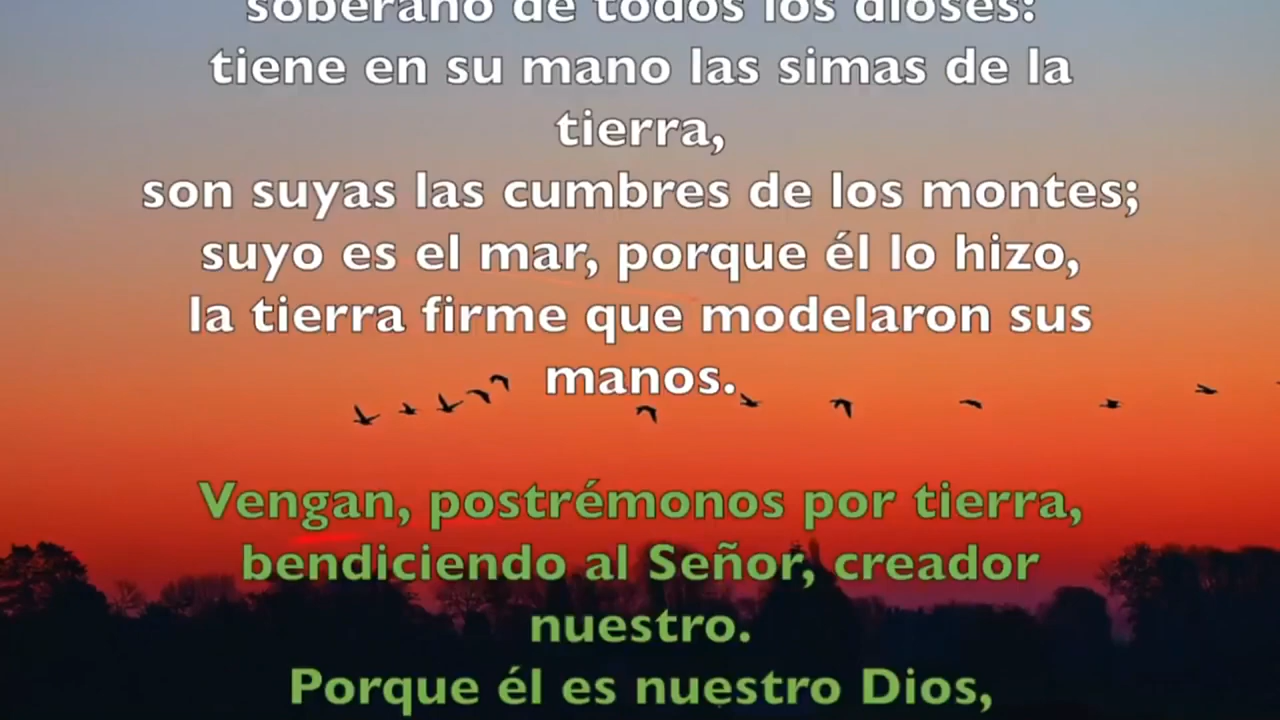 soberano de todos los dioses:
tiene en su mano las simas de la
tierra,
son suyas las cumbres de los montes;
suyo es el mar, porque él lo hizo,
la tierra firme que modelaron sus
manos.
Vengan, postrémonos por tierra,
bendiciendo al Señor, creador
nuestro.
Porque él es nuestro Dios,